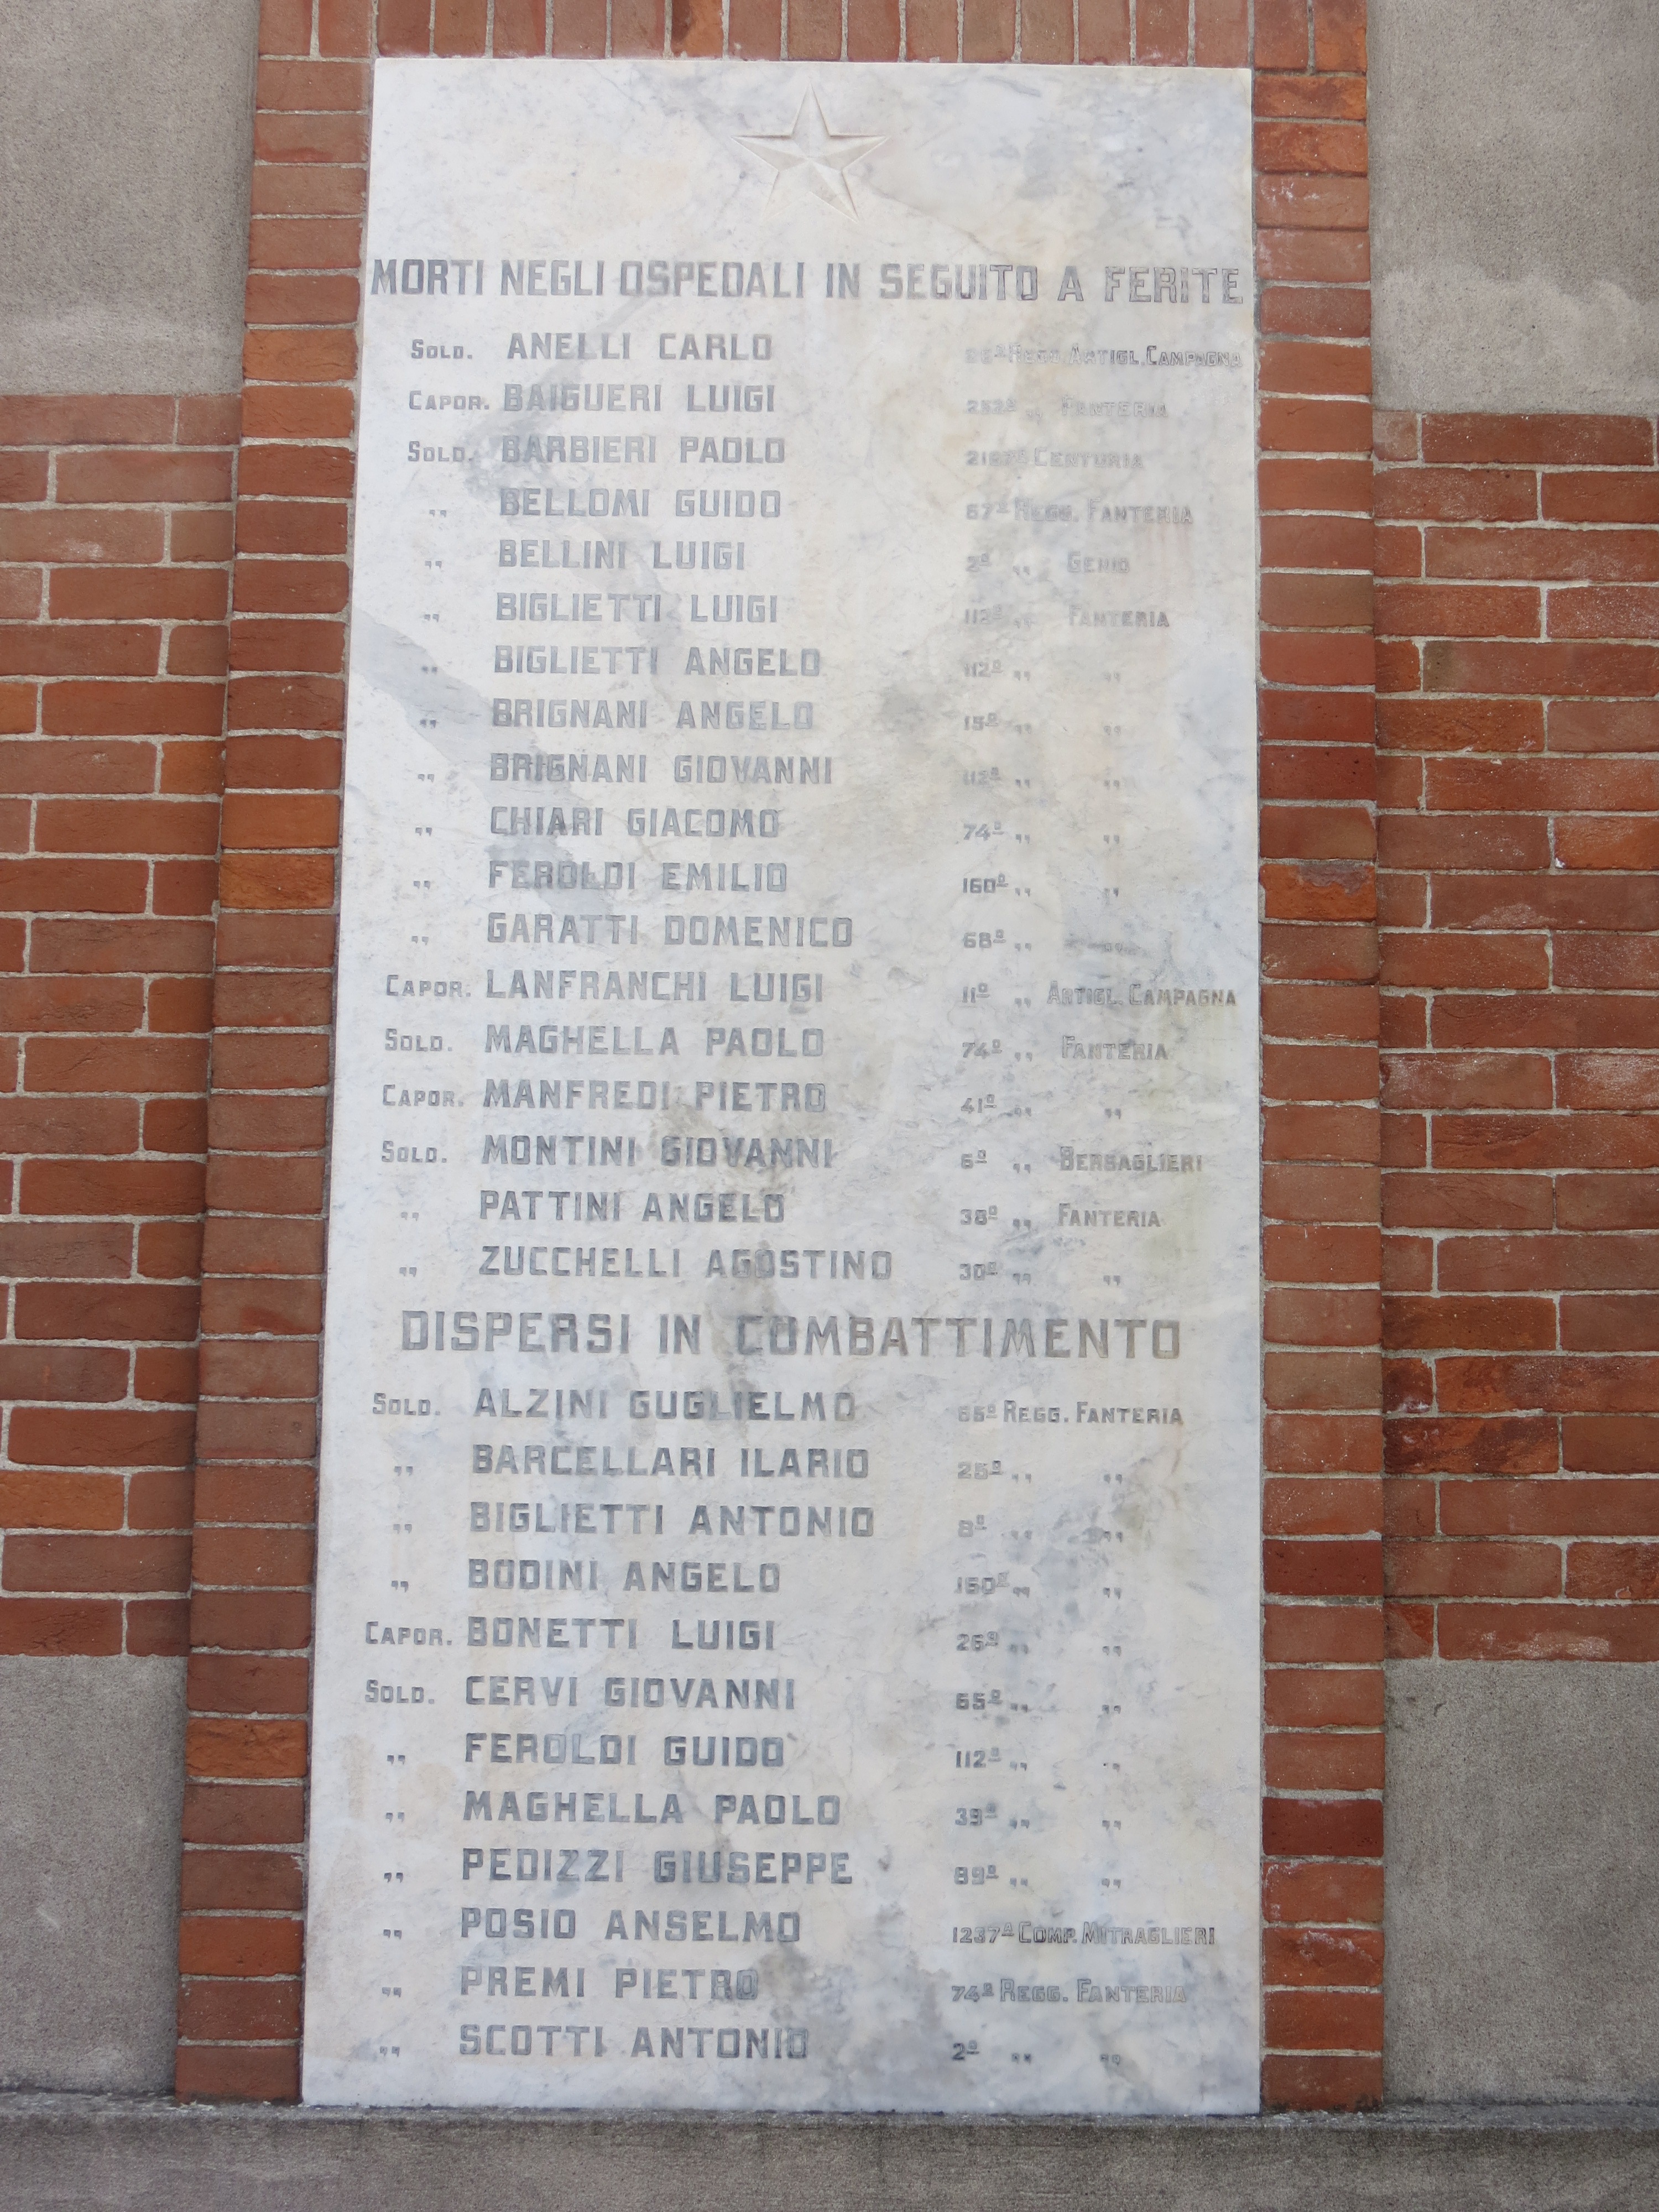 MORTI NEGLI OSPEDALI IN SEGUITO A FERITE
SOLD. ANELLI CARLO REGG. ARTIGL. CAMPAGNA
CAPOR. BAIGUERI LUIGI 252º „ FANTERIA
SOLD. BARBIERI PAOLO CENTURIA
„ BELLOMI GUIDO 67º REGG. FANTERIA
„ BELLINI LUIGI 2º „ GENIO
„ BIGLIETTI LUIGI 112º „ FANTERIA
„ BIGLIETTI ANGELO 112º „ „
„ BRIGNANI ANGELO 15º „ „
„ BRIGNANI GIOVANNI 112º „ „
„ CHIARI GIACOMO 74º „ „
„ FEROLDI EMILIO 160º „ „
„ GARATTI DOMENICO 68º „ „
CAPOR. LANFRANCHI LUIGI 11º „ ARTIGL. CAMPAGNA
SOLD. MAGHELLA PAOLO 74º „ FANTERIA
CAPOR. MANFREDI PIETRO 41º „ „
SOLD. MONTINI GIOVANNI 6º „ BERSAGLIERI
„ PATTINI ANGELO 38º „ FANTERIA
„ ZUCCHELLI AGOSTINO 30º „ „
DISPERSI IN COMBATTIMENTO
SOLD. ALZINI GUGLIELMO REGG. FANTERIA
„ BARCELLARI ILARIO 25º „ „
„ BIGLIETTI ANTONIO 8º „ „
„ BODINI ANGELO 160º „ „
CAPOR. BONETTI LUIGI 26º „ „
SOLD. CERVI GIOVANNI 65º „ „
„ FEROLDI GUIDO 112º „ „
„ MAGHELLA PAOLO 39º „ „
„ PEDIZZI GIUSEPPE 89º „ „
„ POSIO ANSELMO 1237ª COMP. MITRAGLIERI
„ PREMI PIETRO 74º REGG. FANTERIA
„ SCOTTI ANTONIO 2º „ „